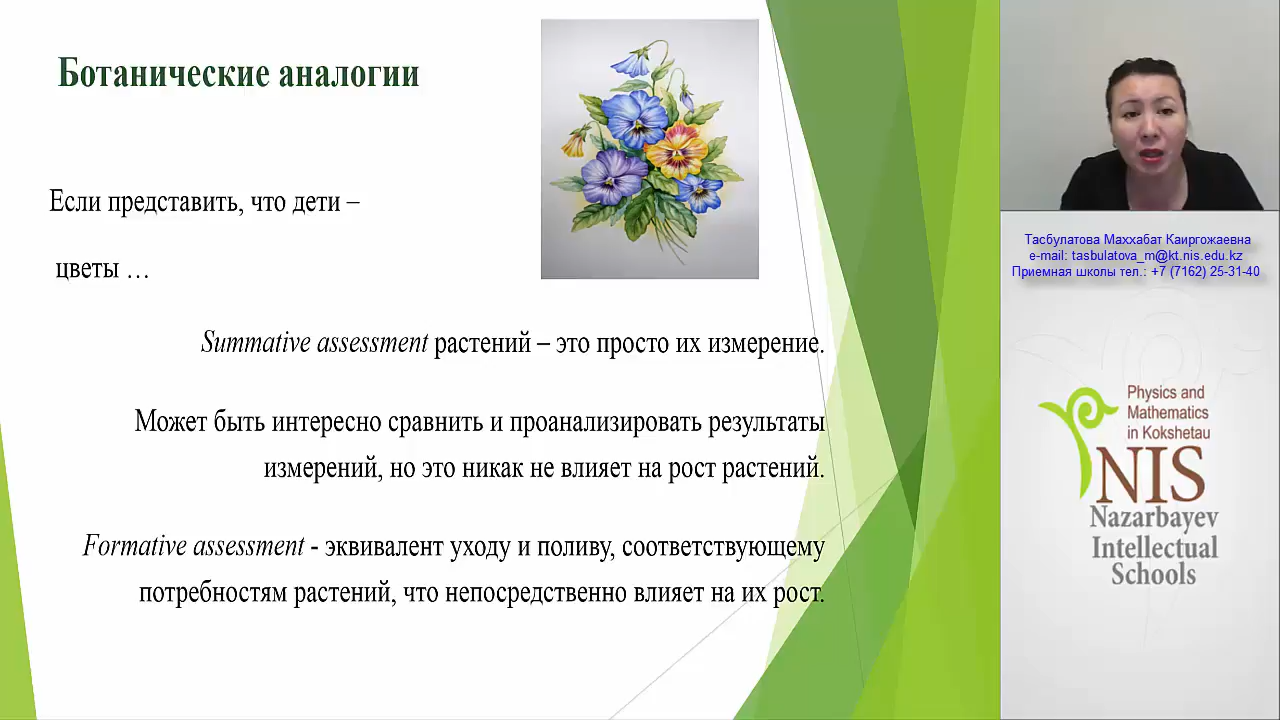 Ботанические аналогии
Если представить, что дети –
цветы …
Summative assessment растений – это просто их измерение.
Может быть интересно сравнить и проанализировать результаты
измерений, но это никак не влияет на рост растений.
Formative assessment - эквивалент уходу и поливу, соответствующему
потребностям растений, что непосредственно влияет на их рост.
Тасбулатова Маххабат Каиргожаевна
e-mail: tasbulatova_m@kt.nis.edu.kz
Приемная школы тел.: +7 (7162) 25-31-40
Physics and
Mathematics
in Kokshetau
NIS
Nazarbayev
Intellectual
Schools